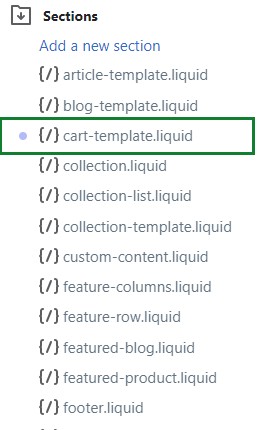 Sections
Add a new section
{/} article-template.liquid
{/} blog-template.liquid
{/} cart-template.liquid
{/} collection.liquid
{/} collection-list.liquid
{/} collection-template.liquid
{/} custom-content.liquid
{/} feature-columns.liquid
{/} feature-row.liquid
{/} featured-blog.liquid
{/} featured-product.liquid
{/} footer.liquid